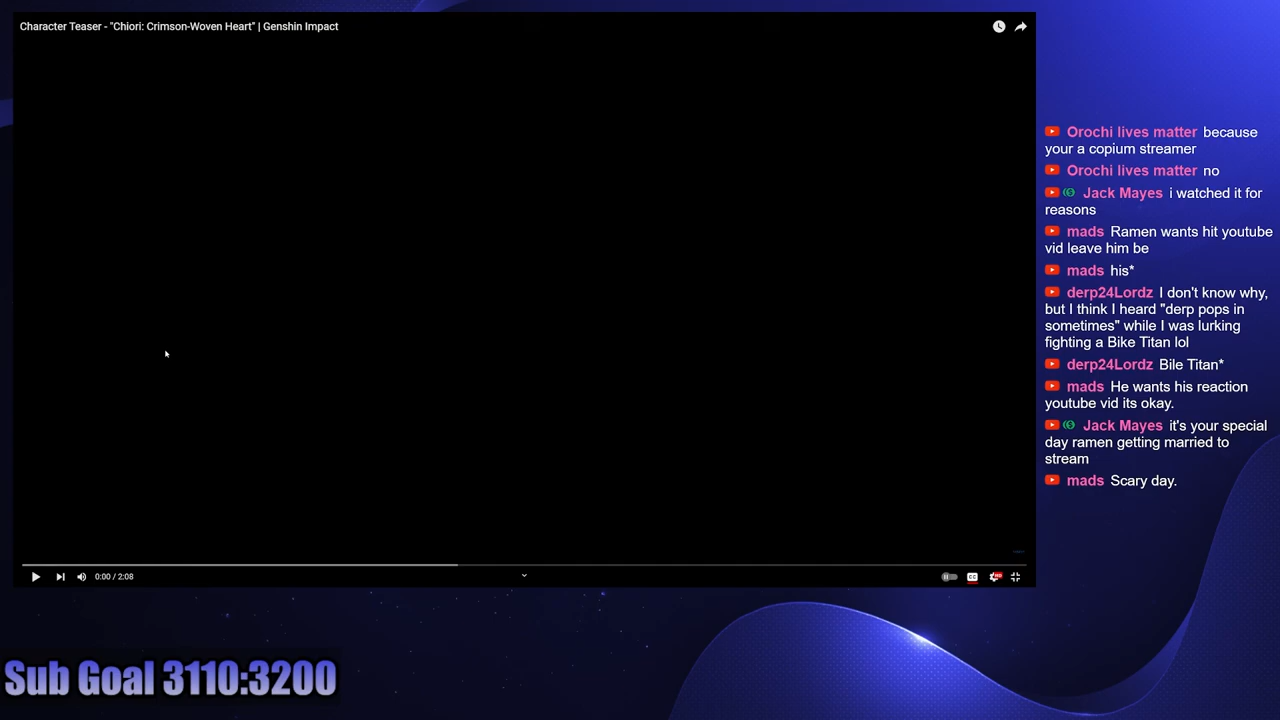 Character Teaser - "Chiori: Crimson-Woven Heart" | Genshin Impact
Orochi lives matter because
your a copium streamer
Orochi lives matter no
Jack Mayes i watched it for
reasons
mads Ramen wants hit youtube
vid leave him be
mads his*
derp24Lordz I don't know why,
but I think I heard "derp pops in
sometimes" while I was lurking
fighting a Bike Titan lol
derp24Lordz Bile Titan*
mads He wants his reaction
youtube vid its okay.
Jack Mayes it's your special
day ramen getting married to
stream
mads Scary day.
0:00 / 2:08
CC
Sub Goal 3110:3200